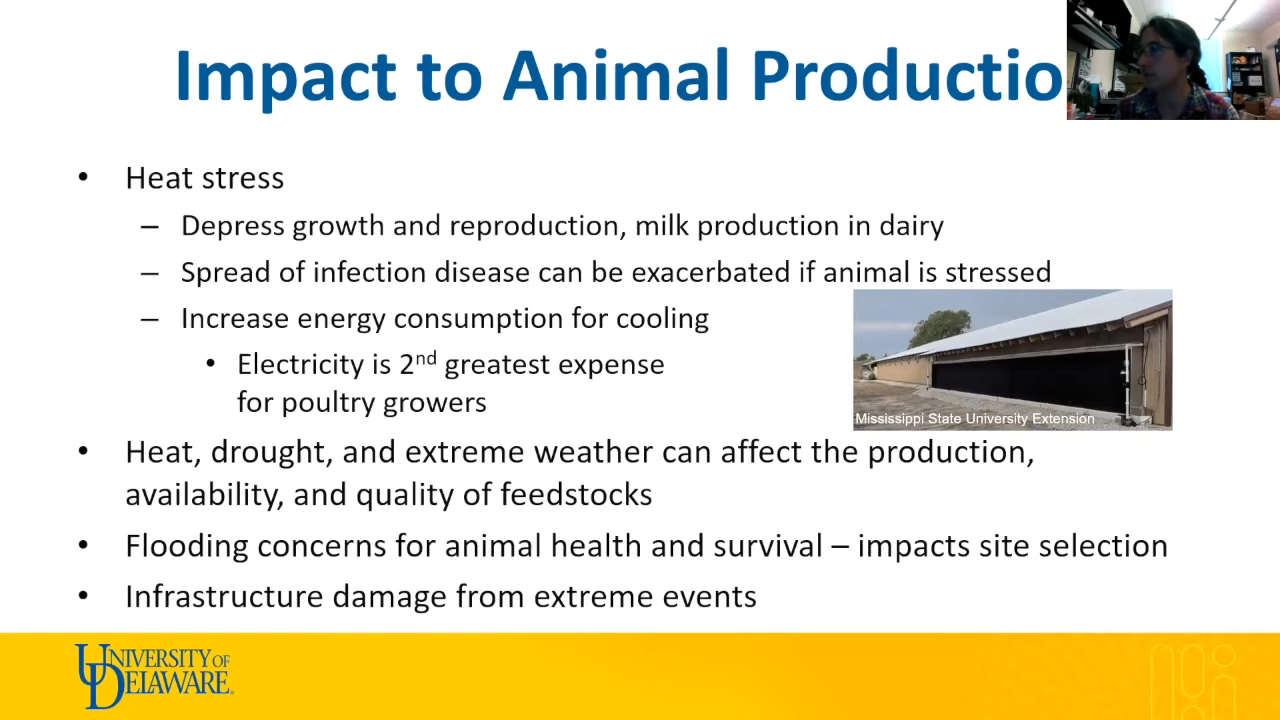 Impact to Animal Productio
• Heat stress
– Depress growth and reproduction, milk production in dairy
– Spread of infection disease can be exacerbated if animal is stressed
– Increase energy consumption for cooling
• Electricity is 2nd greatest expense
for poultry growers
Mississippi State University Extension
• Heat, drought, and extreme weather can affect the production,
availability, and quality of feedstocks
• Flooding concerns for animal health and survival – impacts site selection
• Infrastructure damage from extreme events
UNIVERSITY OF
DELAWARE.